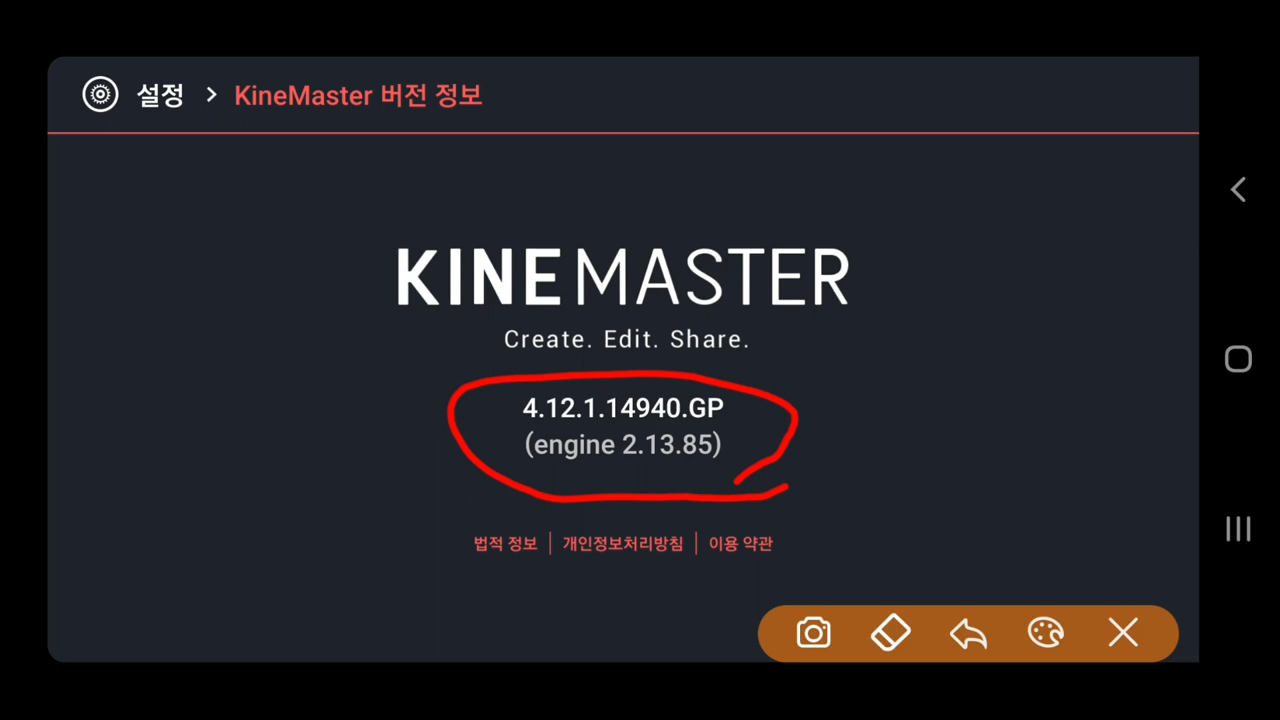 설정 > KineMaster 버전 정보
KINEMASTER
Create. Edit. Share.
4.12.1.14940.GP
(engine 2.13.85)
법적 정보 | 개인정보처리방침 | 이용 약관